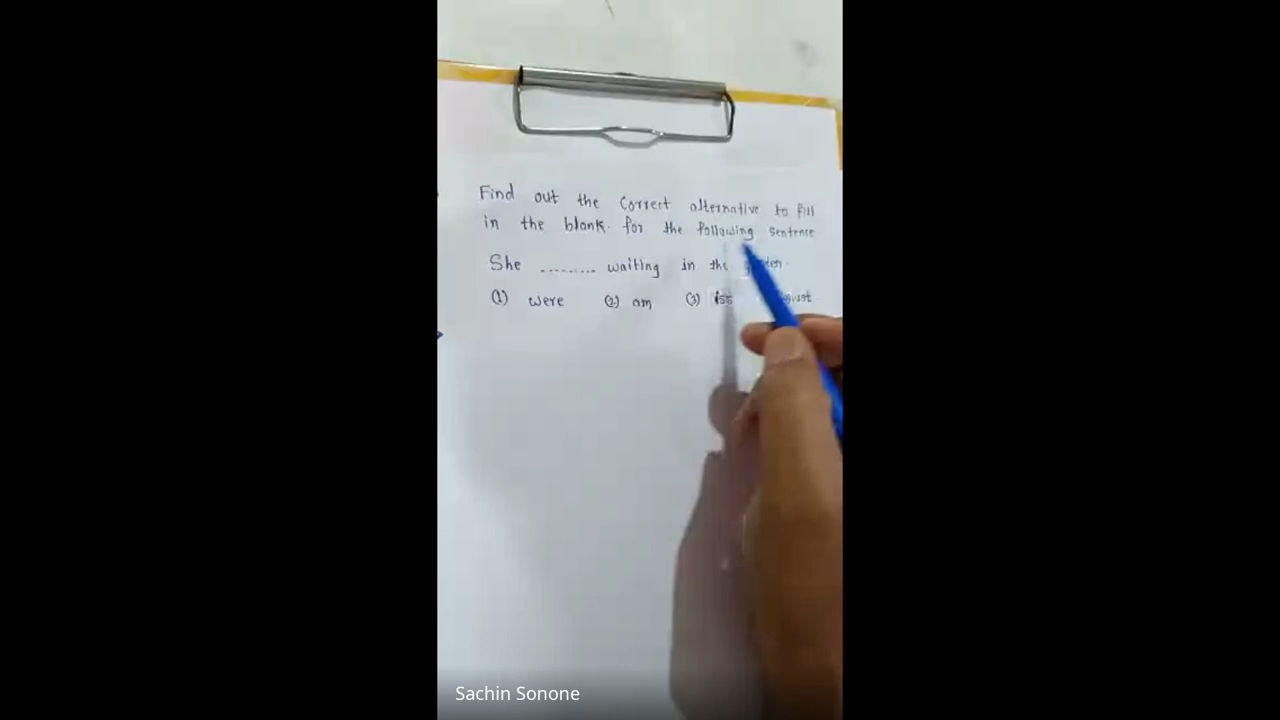 Find out the correct alternative to fill
in the blank. for the following sentence
She ......... waiting in the
(1) were (2) am (3)
Sachin Sonone